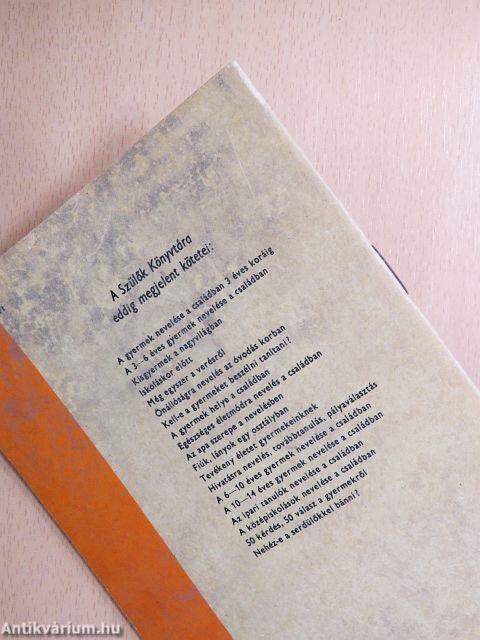 A Szülők Könyvtára
eddig megjelent kötetei:
A gyermek nevelése a családban 3 éves koráig
A 3—6 éves gyermek nevelése a családban
Kisgyermek a nagyvilágban
Iskoláskor előtt
Még egyszer a verésről
Önállóságra nevelés az óvodás korban
Kell-e a gyermeket beszélni tanítani?
A gyermek helye a családban
Egészséges életmódra nevelés a családban
Az apa szerepe a nevelésben
Fiúk, lányok egy osztályban
Tevékeny életet gyermekeinknek
Hivatásra nevelés, továbbtanulás, pályaválasztás
A 6—10 éves gyermek nevelése a családban
A 10—14 éves gyermek nevelése a családban
Az ipari tanulók nevelése a családban
A középiskolások nevelése a családban
50 kérdés, 50 válasz a gyermekről
Nehéz-e a serdülőkkel bánni?
Antikvárium.hu